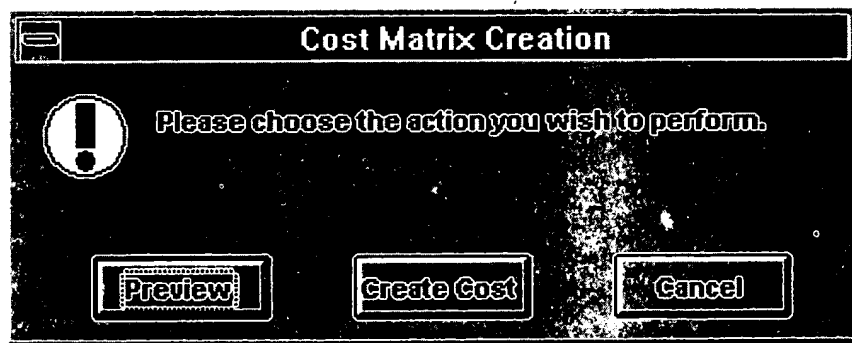 Cost Matrix Creation
Please choose the action you wish to perform.
Preview Create Cost Cancel